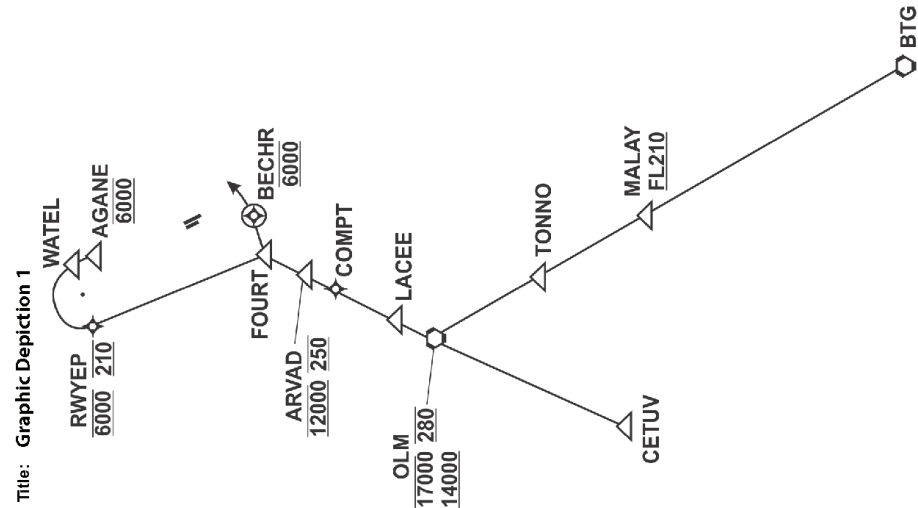 Title: Graphic Depiction 1
WATEL
AGANE
6000
RWYEP
6000 210
BECHR
6000
FOURT
ARVAD
12000 250
COMPT
LACEE
OLM
17000 280
14000
TONNO
MALAY
FL210
CETUV
BTG